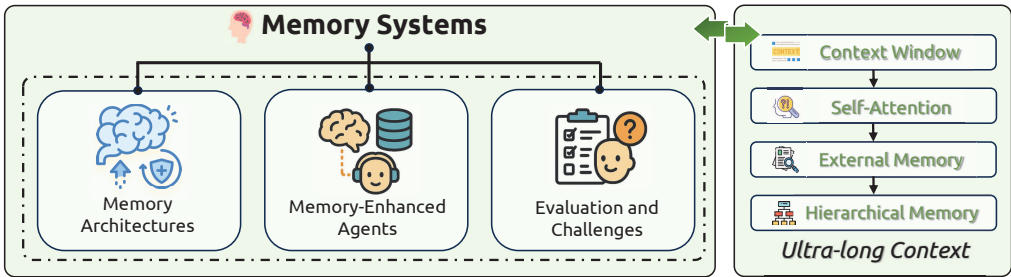 Memory Systems
Memory
Architectures
Memory-Enhanced
Agents
Evaluation and
Challenges
CONTEXT
Context Window
Self-Attention
External Memory
Hierarchical Memory
Ultra-long Context